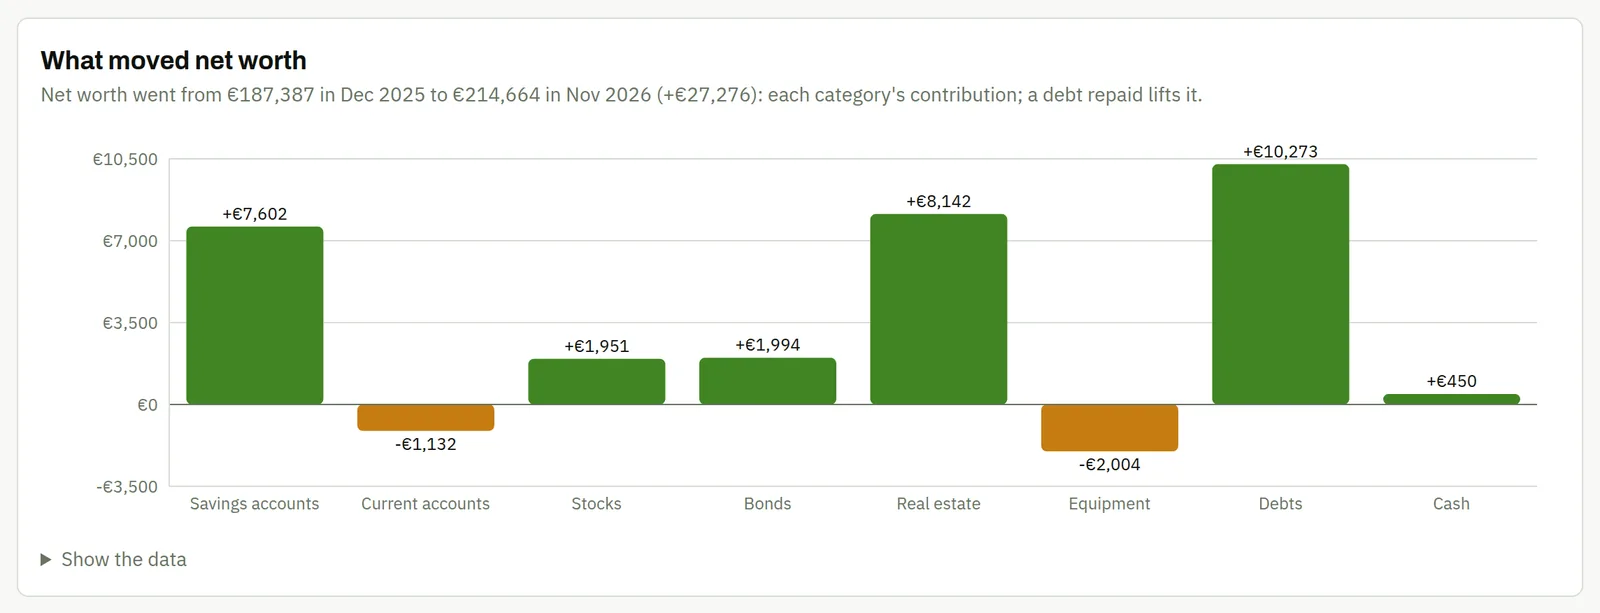 What moved net worth
Net worth went from €187,387 in Dec 2025 to €214,664 in Nov 2026 (+€27,276): each category's contribution; a debt repaid lifts it.
€10,500
€7,000
€3,500
€0
-€3,500
+€7,602
-€1,132
+€1,951
+€1,994
+€8,142
-€2,004
+€10,273
+€450
Savings accounts
Current accounts
Stocks
Bonds
Real estate
Equipment
Debts
Cash
Show the data